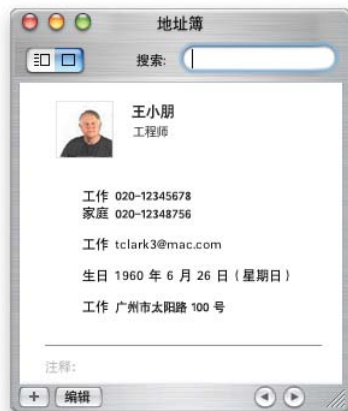 地址簿
搜索:
王小朋
工程师
工作 020-12345678
家庭 020-12348756
工作 tclark3@mac.com
生日 1960 年 6 月 26 日 ( 星期日 )
工作 广州市太阳路 100 号
注释:
+ 编辑